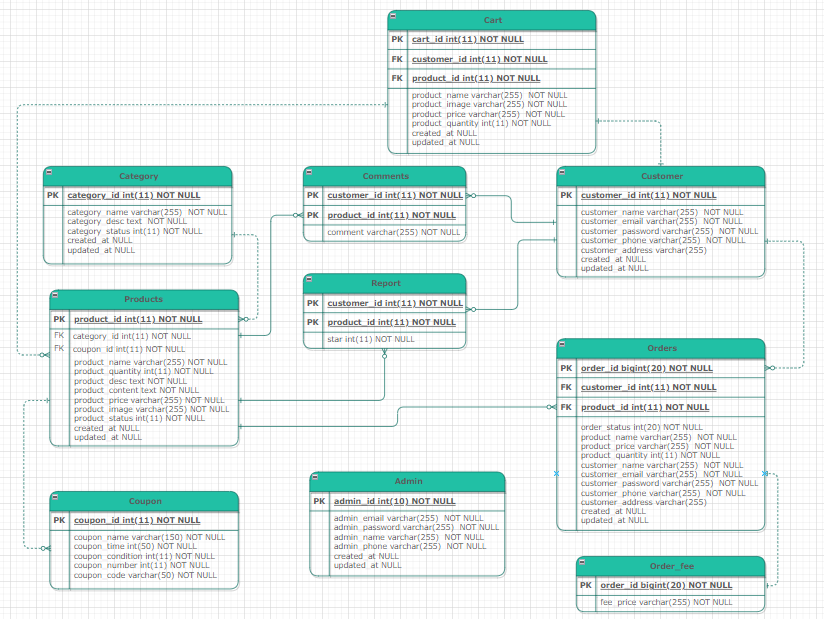 Cart
PK cart_id int(11) NOT NULL
FK customer_id int(11) NOT NULL
FK product_id int(11) NOT NULL
product_name varchar(255) NOT NULL
product_image varchar(255) NOT NULL
product_price varchar(255) NOT NULL
product_quantity int(11) NOT NULL
created_at NULL
updated_at NULL
Category
PK category_id int(11) NOT NULL
category_name varchar(255) NOT NULL
category_desc text NOT NULL
category_status int(11) NOT NULL
created_at NULL
updated_at NULL
Comments
PK customer_id int(11) NOT NULL
PK product_id int(11) NOT NULL
comment varchar(255) NOT NULL
Customer
PK customer_id int(11) NOT NULL
customer_name varchar(255) NOT NULL
customer_email varchar(255) NOT NULL
customer_password varchar(255) NOT NULL
customer_phone varchar(255) NOT NULL
customer_address varchar(255)
created_at NULL
updated_at NULL
Products
PK product_id int(11) NOT NULL
FK category_id int(11) NOT NULL
FK coupon_id int(11) NOT NULL
product_name varchar(255) NOT NULL
product_quantity int(11) NOT NULL
product_desc text NOT NULL
product_content text NOT NULL
product_price varchar(255) NOT NULL
product_image varchar(255) NOT NULL
product_status int(11) NOT NULL
created_at NULL
updated_at NULL
Report
PK customer_id int(11) NOT NULL
PK product_id int(11) NOT NULL
star int(11) NOT NULL
Orders
PK order_id bigint(20) NOT NULL
FK customer_id int(11) NOT NULL
FK product_id int(11) NOT NULL
order_status int(20) NOT NULL
product_name varchar(255) NOT NULL
product_price varchar(255) NOT NULL
product_quantity int(11) NOT NULL
customer_name varchar(255) NOT NULL
customer_email varchar(255) NOT NULL
customer_password varchar(255) NOT NULL
customer_phone varchar(255) NOT NULL
customer_address varchar(255)
created_at NULL
updated_at NULL
Coupon
PK coupon_id int(11) NOT NULL
coupon_name varchar(150) NOT NULL
coupon_time int(50) NOT NULL
coupon_condition int(11) NOT NULL
coupon_number int(11) NOT NULL
coupon_code varchar(50) NOT NULL
Admin
PK admin_id int(10) NOT NULL
admin_email varchar(255) NOT NULL
admin_password varchar(255) NOT NULL
admin_name varchar(255) NOT NULL
admin_phone varchar(255) NOT NULL
created_at NULL
updated_at NULL
Order_fee
PK order_id bigint(20) NOT NULL
fee_price varchar(255) NOT NULL